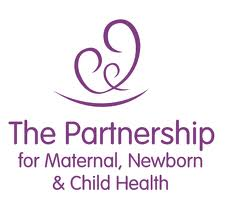 The Partnership
for Maternal, Newborn
& Child Health